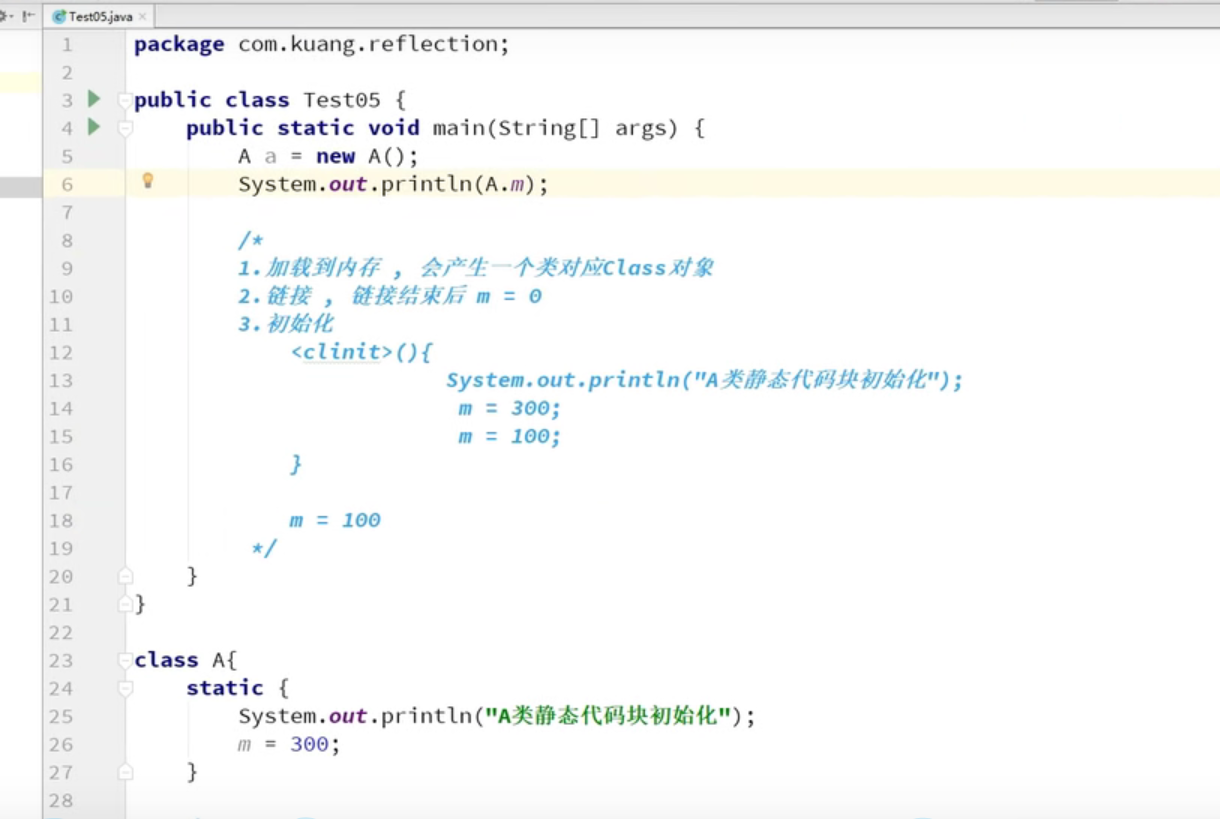 Test05.java
1 package com.kuang.reflection;
2
3 public class Test05 {
4 public static void main(String[] args) {
5 A a = new A();
6 System.out.println(A.m);
7
8 /*
9 1.加载到内存 , 会产生一个类对应Class对象
10 2.链接 , 链接结束后 m = 0
11 3.初始化
12 <clinit>(){
13 System.out.println("A类静态代码块初始化");
14 m = 300;
15 m = 100;
16 }
17
18 m = 100
19 */
20 }
21 }
22
23 class A{
24 static {
25 System.out.println("A类静态代码块初始化");
26 m = 300;
27 }
28